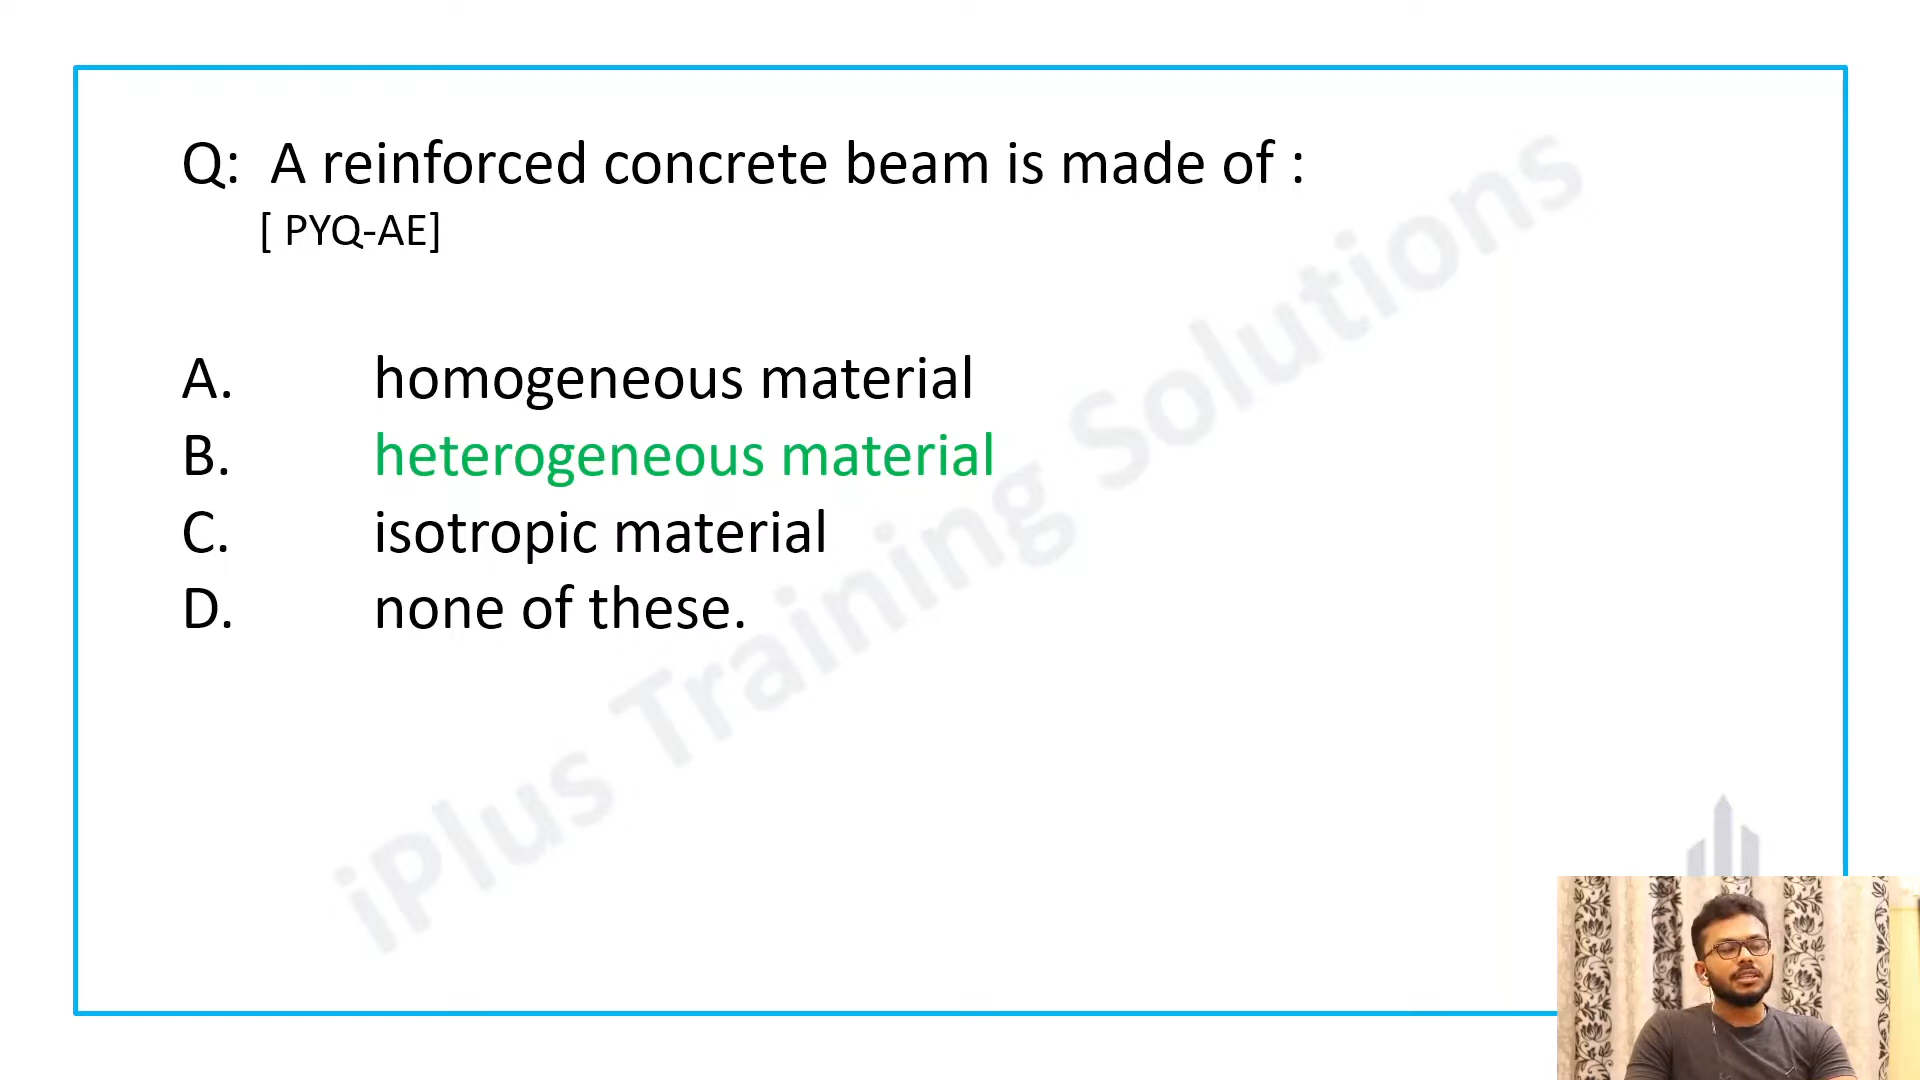 Q: A reinforced concrete beam is made of :
[ PYQ-AE]
A. homogeneous material
B. heterogeneous material
C. isotropic material
D. none of these.
iPlus Training Solutions